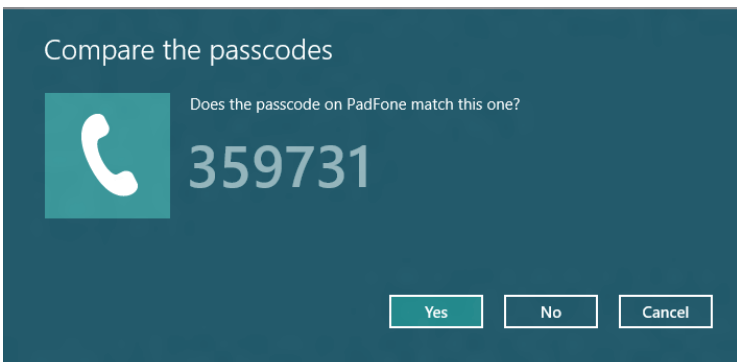 Compare the passcodes
Does the passcode on PadFone match this one?
359731
Yes No Cancel